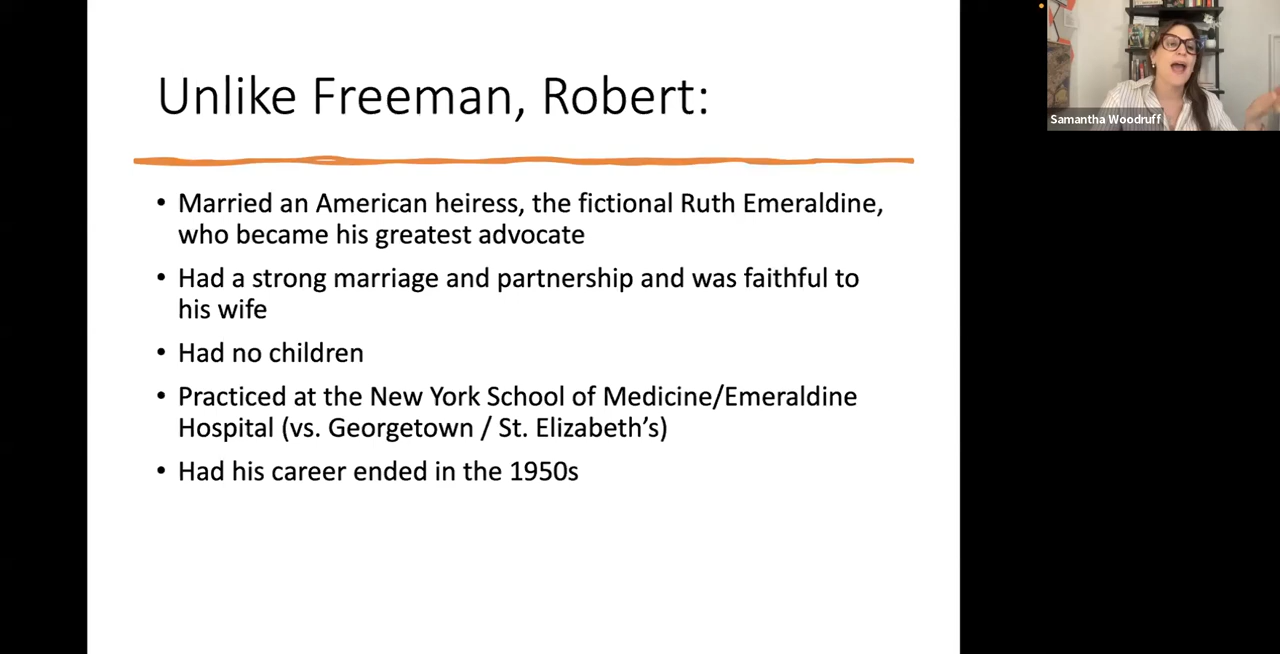 Unlike Freeman, Robert:
• Married an American heiress, the fictional Ruth Emeraldine,
who became his greatest advocate
• Had a strong marriage and partnership and was faithful to
his wife
• Had no children
• Practiced at the New York School of Medicine/Emeraldine
Hospital (vs. Georgetown / St. Elizabeth’s)
• Had his career ended in the 1950s
Samantha Woodruff